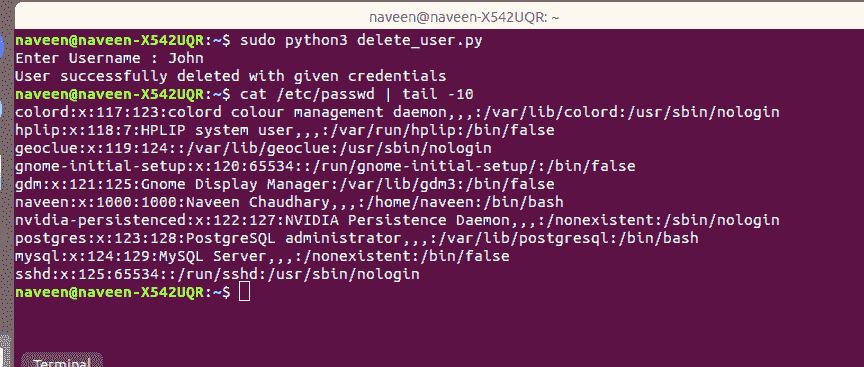 naveen@naveen-X542UQR: ~
naveen@naveen-X542UQR:~$ sudo python3 delete_user.py
Enter Username : John
User successfully deleted with given credentials
naveen@naveen-X542UQR:~$ cat /etc/passwd | tail -10
colord:x:117:123:colord colour management daemon,,,:/var/lib/colord:/usr/sbin/nologin
hplip:x:118:7:HPLIP system user,,,:/var/run/hplip:/bin/false
geoclue:x:119:124::/var/lib/geoclue:/usr/sbin/nologin
gnome-initial-setup:x:120:65534::/run/gnome-initial-setup/:/bin/false
gdm:x:121:125:Gnome Display Manager:/var/lib/gdm3:/bin/false
naveen:x:1000:1000:Naveen Chaudhary,,,:/home/naveen:/bin/bash
nvidia-persistenced:x:122:127:NVIDIA Persistence Daemon,,,:/nonexistent:/sbin/nologin
postgres:x:123:128:PostgreSQL administrator,,,:/var/lib/postgresql:/bin/bash
mysql:x:124:129:MySQL Server,,,:/nonexistent:/bin/false
sshd:x:125:65534::/run/sshd:/usr/sbin/nologin
naveen@naveen-X542UQR:~$
Terminal